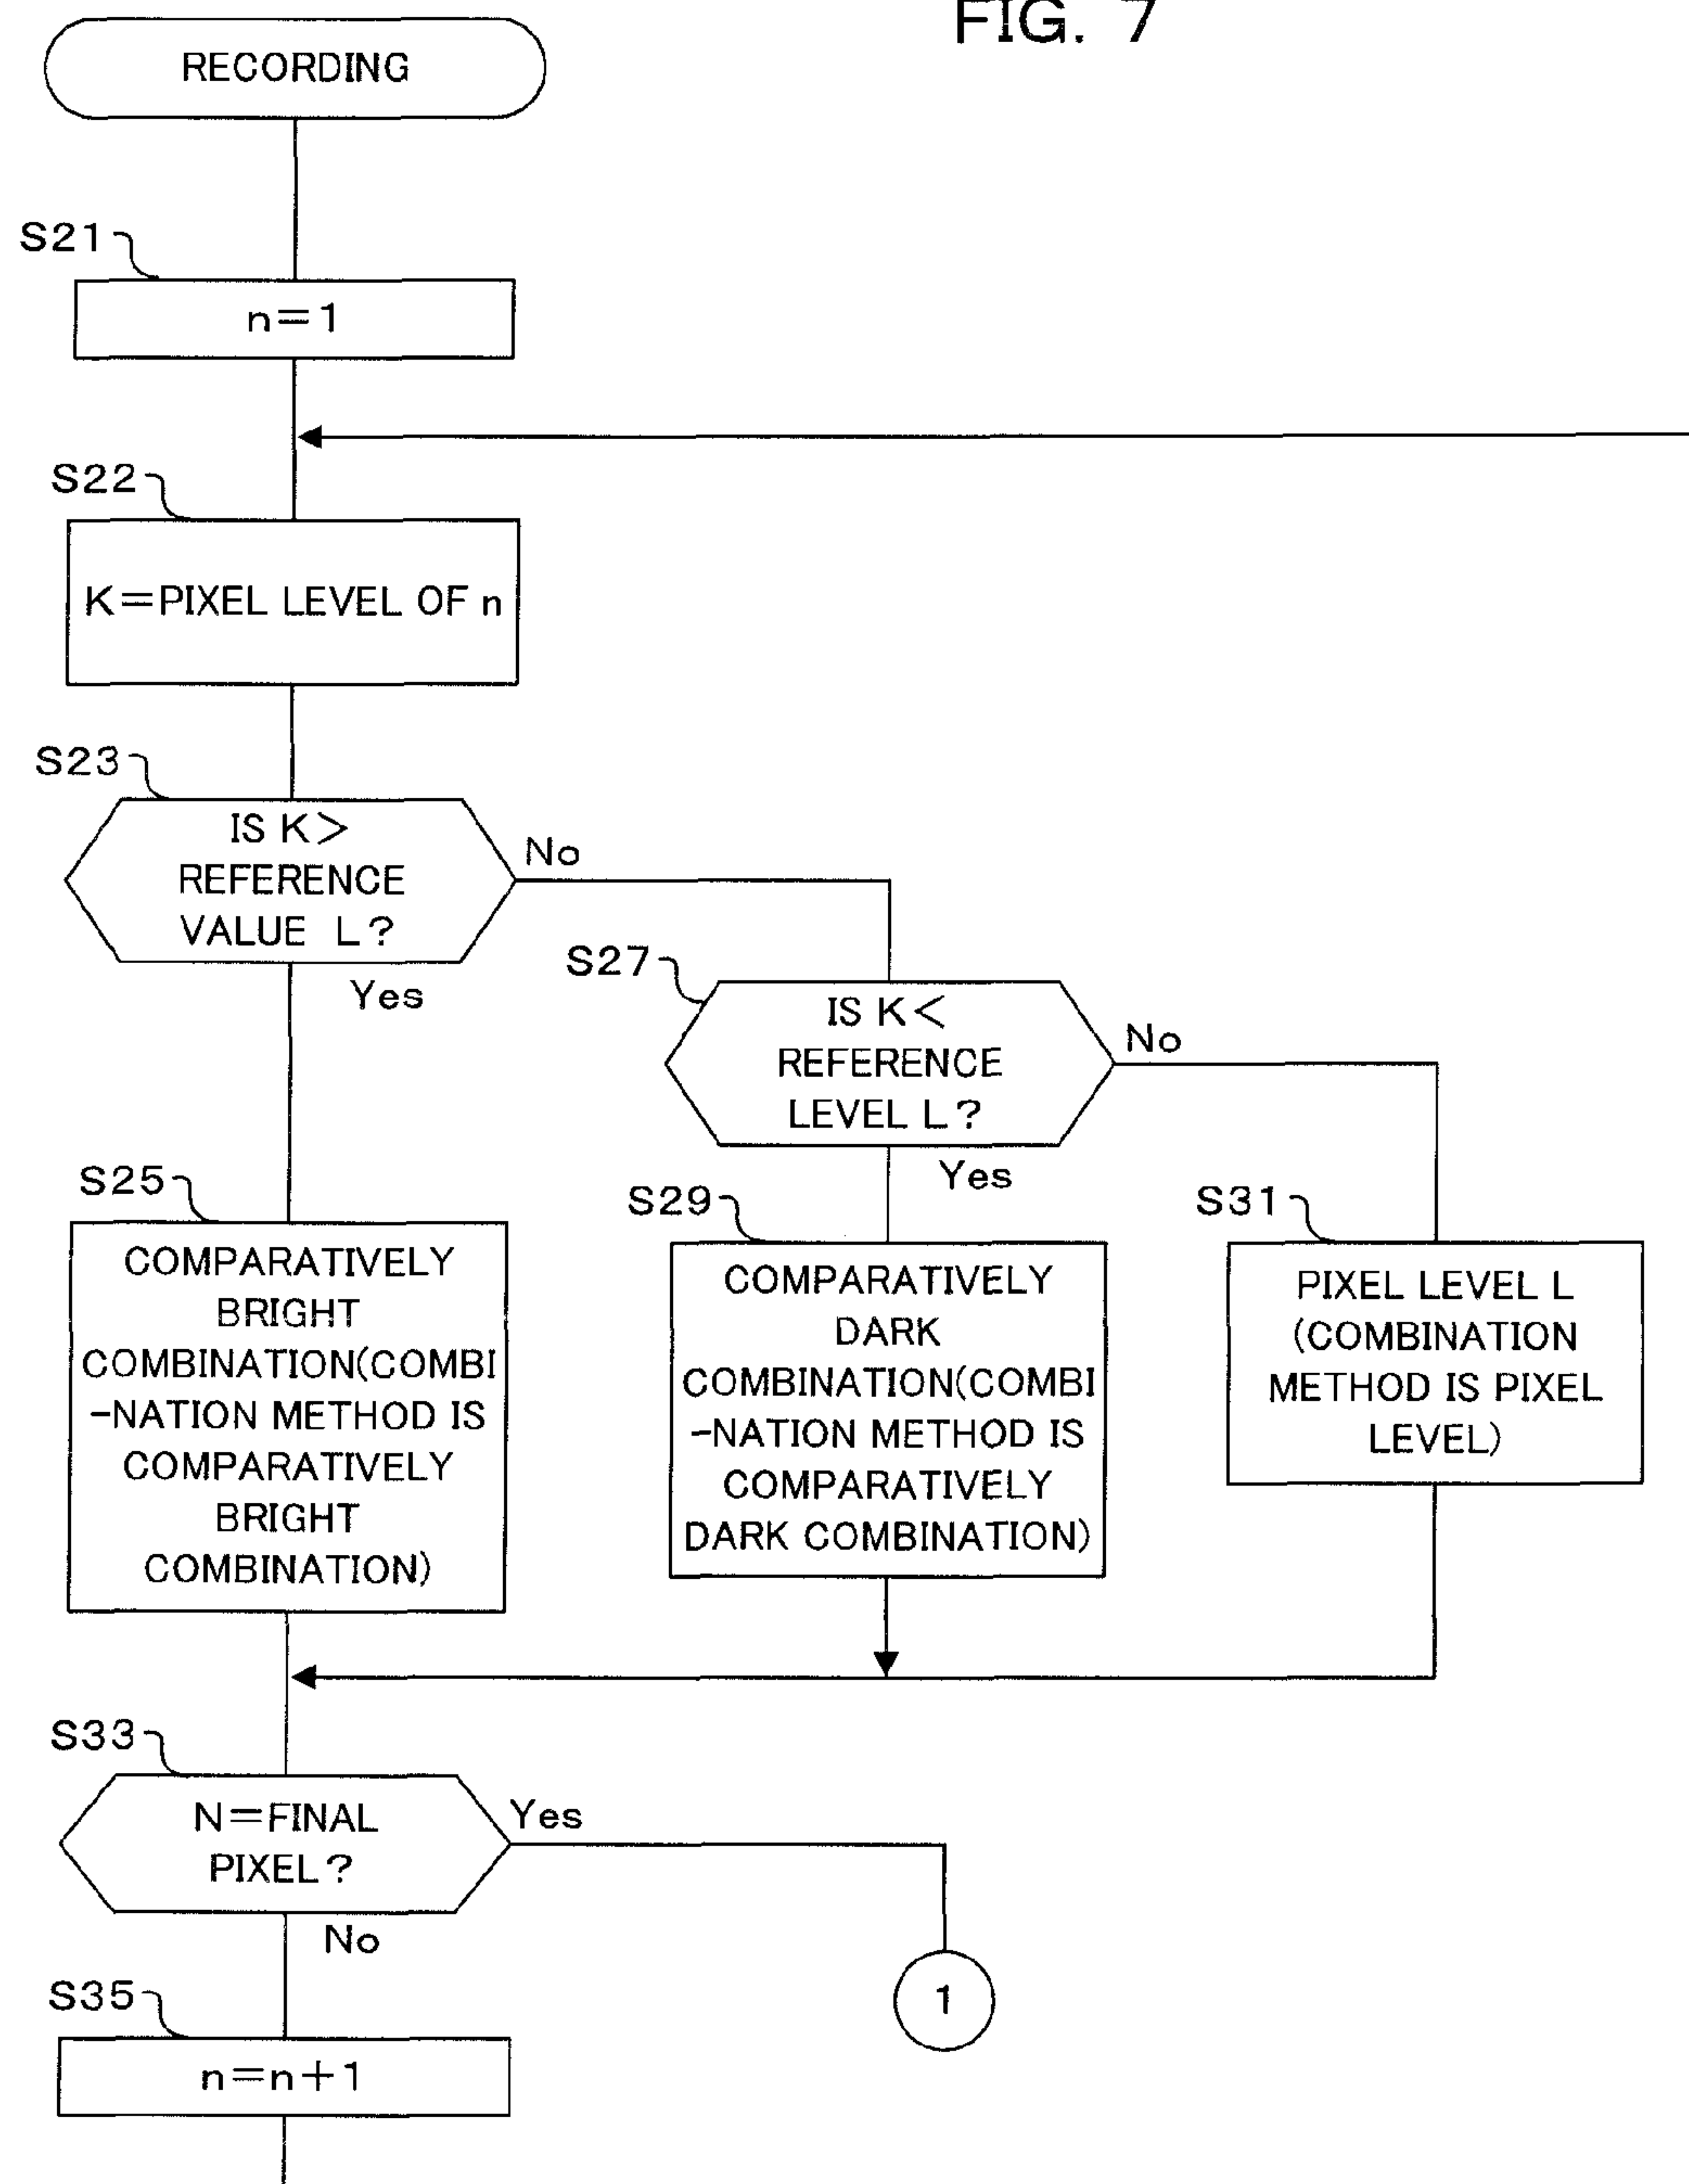 FIG. 7
RECORDING
S21
n=1
S22
K=PIXEL LEVEL OF n
S23
IS K>
REFERENCE
VALUE L?
No
Yes
S27
IS K<
REFERENCE
LEVEL L?
No
Yes
S25
COMPARATIVELY
BRIGHT
COMBINATION(COMBI
-NATION METHOD IS
COMPARATIVELY
BRIGHT
COMBINATION)
S29
COMPARATIVELY
DARK
COMBINATION(COMBI
-NATION METHOD IS
COMPARATIVELY
DARK COMBINATION)
S31
PIXEL LEVEL L
(COMBINATION
METHOD IS PIXEL
LEVEL)
S33
N=FINAL
PIXEL?
Yes
No
1
S35
n=n+1